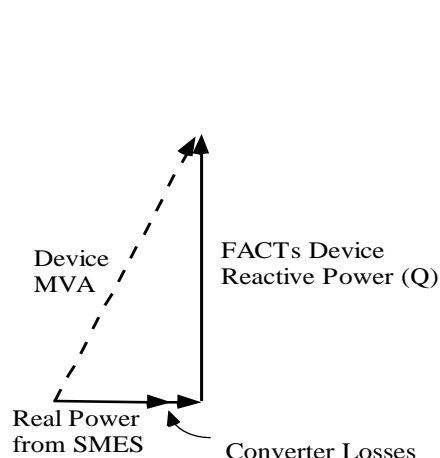 Device
MVA
FACTs Device
Reactive Power (Q)
Real Power
from SMES
Converter Losses